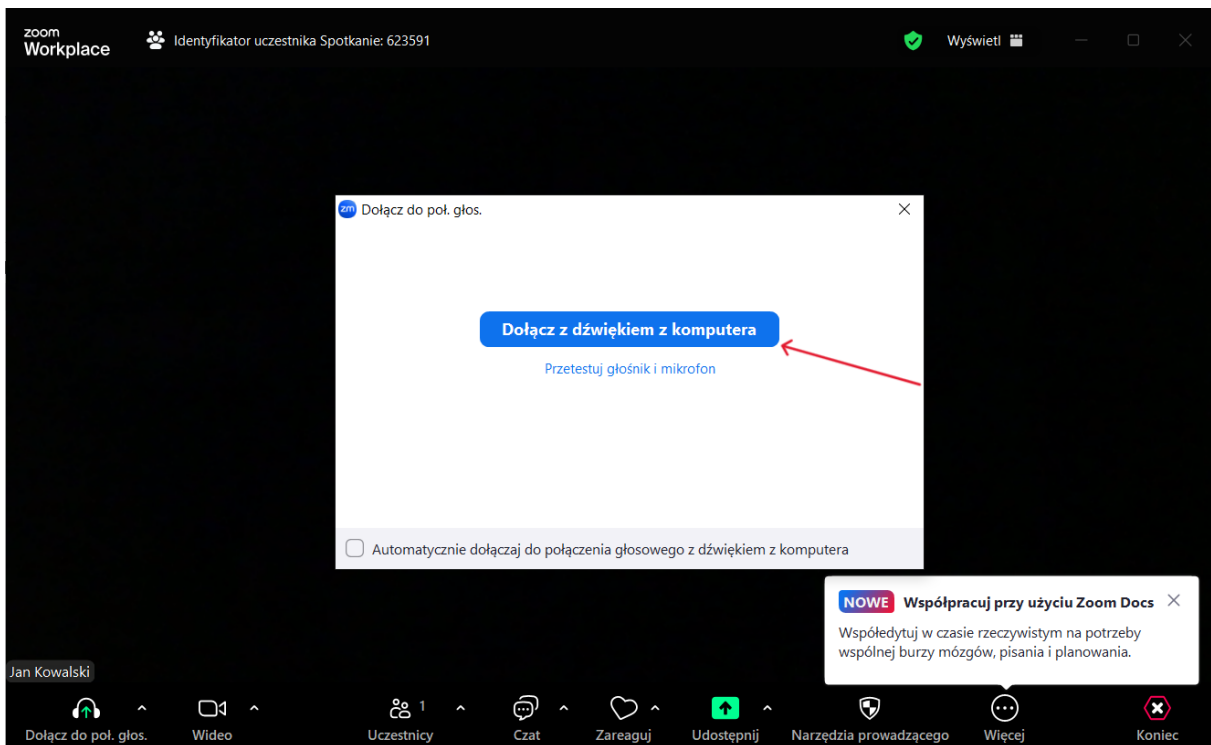 zoom
Workplace
Identyfikator uczestnika Spotkanie: 623591
Wyświetl
zm Dołącz do poł. głos.
Dołącz z dźwiękiem z komputera
Przetestuj głośnik i mikrofon
Automatycznie dołączaj do połączenia głosowego z dźwiękiem z komputera
NOWE Współpracuj przy użyciu Zoom Docs
Współedytuj w czasie rzeczywistym na potrzeby
wspólnej burzy mózgów, pisania i planowania.
Jan Kowalski
1
Dołącz do poł. głos. Wideo Uczestnicy Czat Zareaguj Udostępnij Narzędzia prowadzącego Więcej Koniec